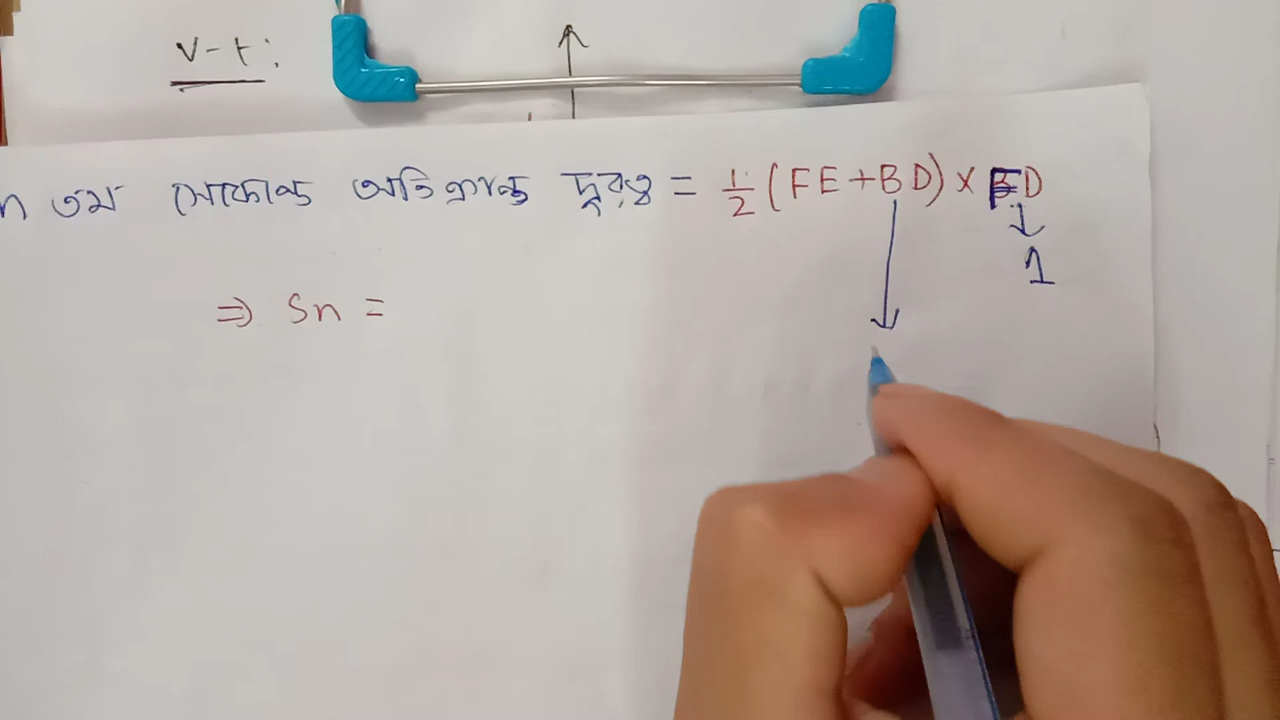 v-t:
n তম সেকেন্ডে অতিক্রান্ত দূরত্ব = 1/2 (FE+BD) × ED
1
⇒ Sn =